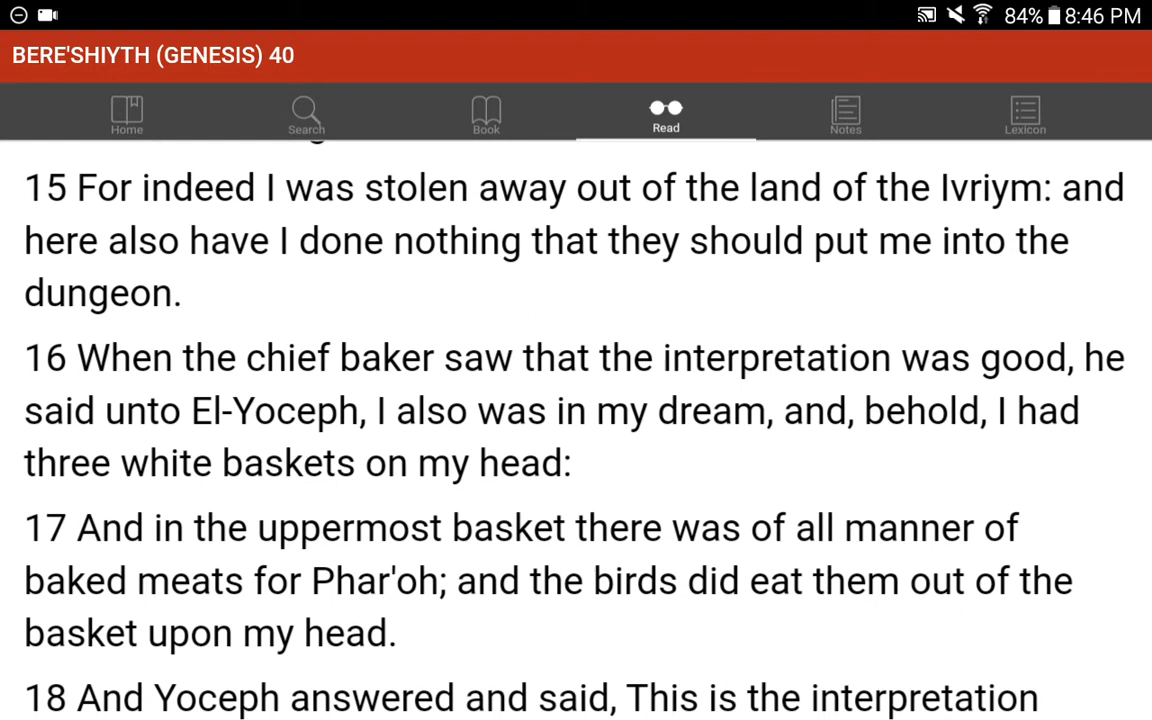 84% 8:46 PM
BERE'SHIYTH (GENESIS) 40
Home Search Book Read Notes Lexicon
15 For indeed I was stolen away out of the land of the Ivriym: and
here also have I done nothing that they should put me into the
dungeon.
16 When the chief baker saw that the interpretation was good, he
said unto El-Yoceph, I also was in my dream, and, behold, I had
three white baskets on my head:
17 And in the uppermost basket there was of all manner of
baked meats for Phar'oh; and the birds did eat them out of the
basket upon my head.
18 And Yoceph answered and said, This is the interpretation